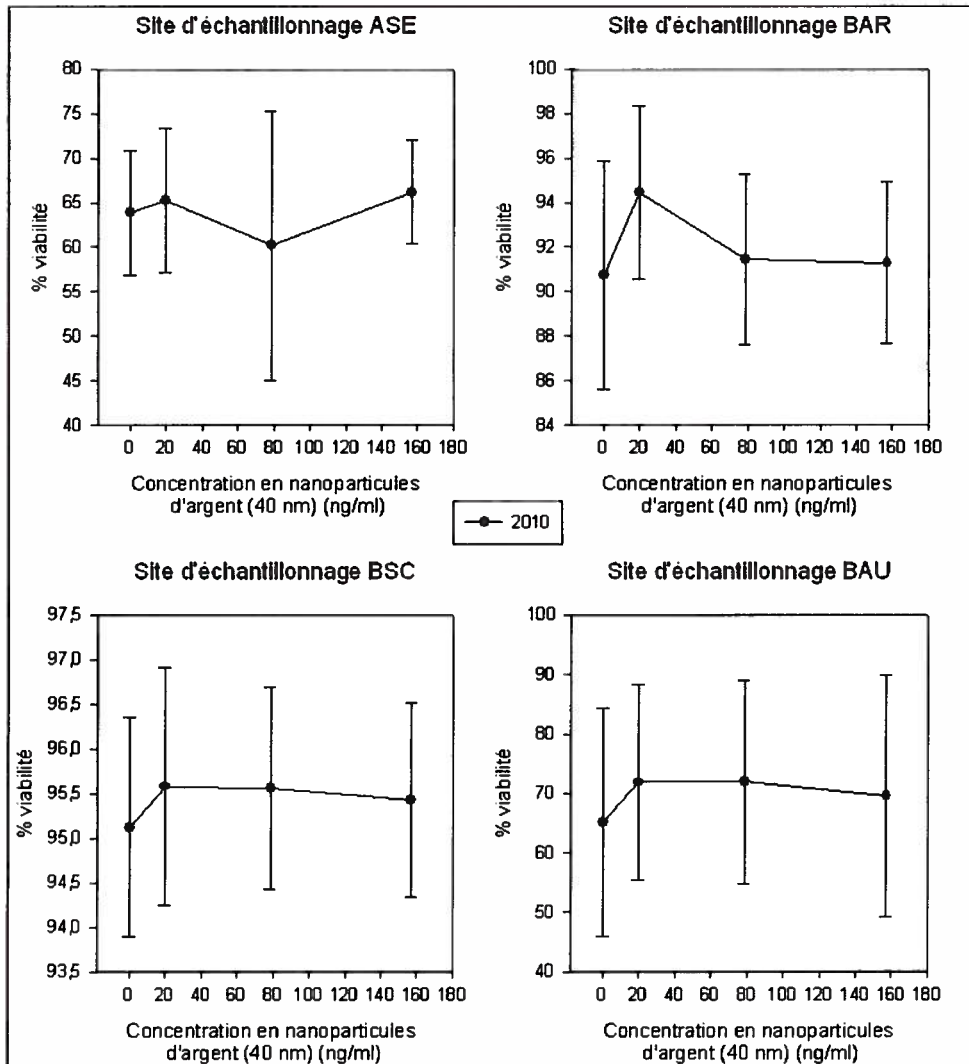 Site d'échantillonnage ASE
80
75
70
65
60
55
50
45
40
% viabilité
0 20 40 60 80 100 120 140 160 180
Concentration en nanoparticules
d'argent (40 nm) (ng/ml)
Site d'échantillonnage BAR
100
98
96
94
92
90
88
86
84
% viabilité
0 20 40 60 80 100 120 140 160 180
Concentration en nanoparticules
d'argent (40 nm) (ng/ml)
2010
Site d'échantillonnage BSC
97,5
97,0
96,5
96,0
95,5
95,0
94,5
94,0
93,5
% viabilité
0 20 40 60 80 100 120 140 160 180
Concentration en nanoparticules
d'argent (40 nm) (ng/ml)
Site d'échantillonnage BAU
100
90
80
70
60
50
40
% viabilité
0 20 40 60 80 100 120 140 160 180
Concentration en nanoparticules
d'argent (40 nm) (ng/ml)